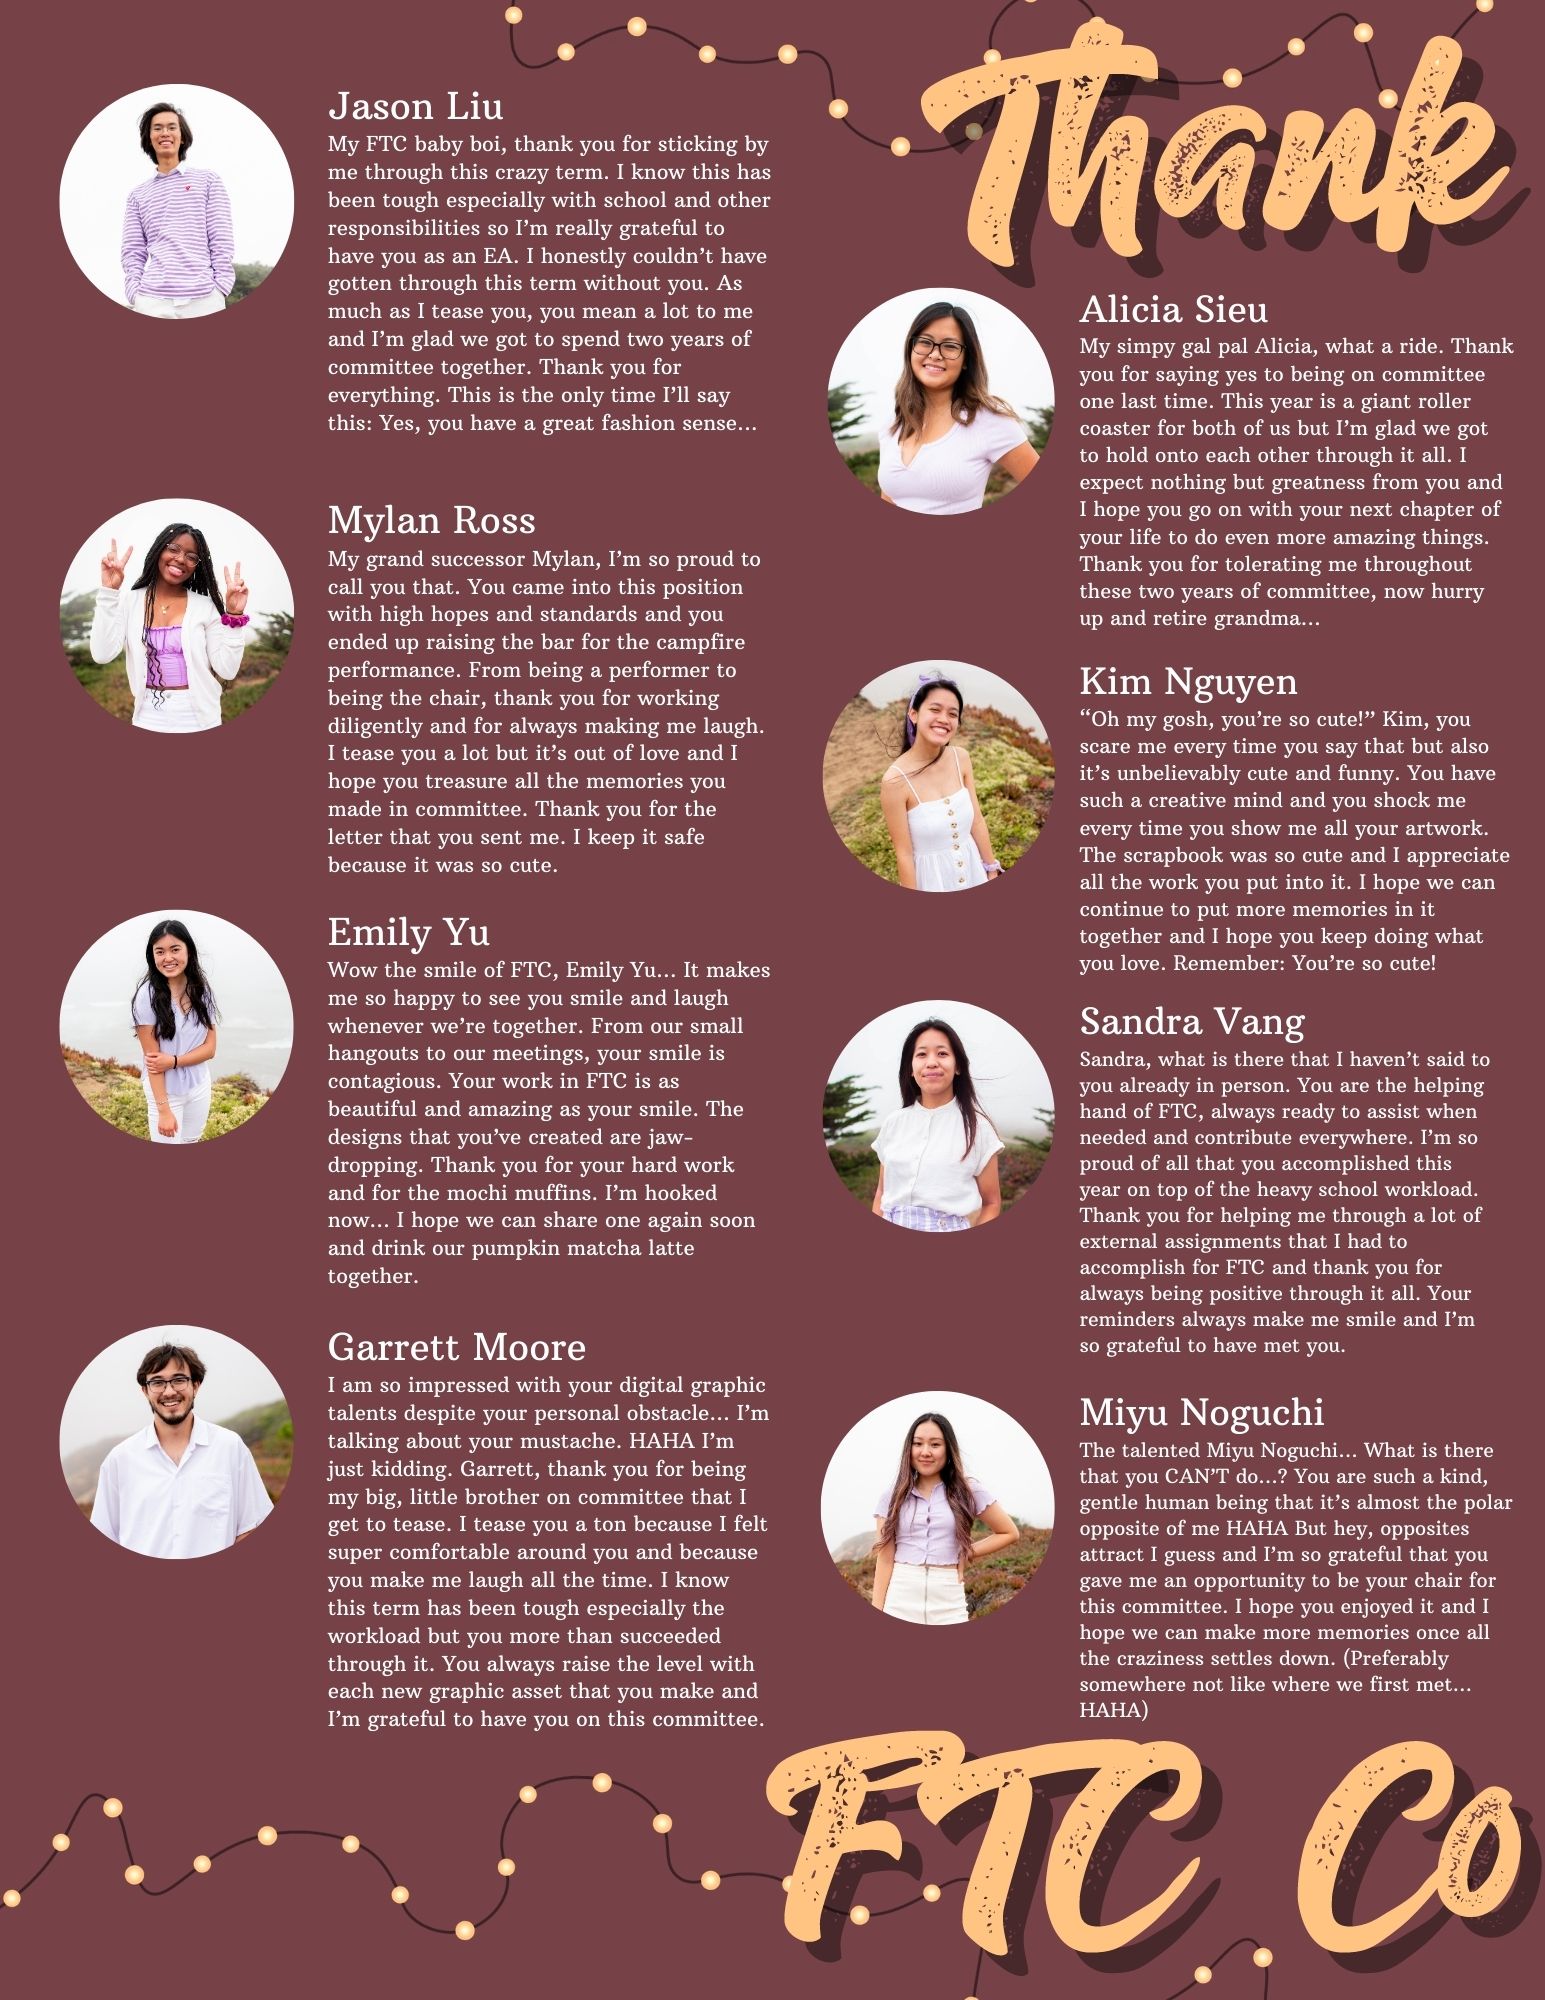 Thank
Jason Liu
My FTC baby boi, thank you for sticking by
me through this crazy term. I know this has
been tough especially with school and other
responsibilities so I'm really grateful to
have you as an EA. I honestly couldn't have
gotten through this term without you. As
much as I tease you, you mean a lot to me
and I'm glad we got to spend two years of
committee together. Thank you for
everything. This is the only time I'll say
this: Yes, you have a great fashion sense...
Mylan Ross
My grand successor Mylan, I'm so proud to
call you that. You came into this position
with high hopes and standards and you
ended up raising the bar for the campfire
performance. From being a performer to
being the chair, thank you for working
diligently and for always making me laugh.
I tease you a lot but it's out of love and I
hope you treasure all the memories you
made in committee. Thank you for the
letter that you sent me. I keep it safe
because it was so cute.
Emily Yu
Wow the smile of FTC, Emily Yu... It makes
me so happy to see you smile and laugh
whenever we're together. From our small
hangouts to our meetings, your smile is
contagious. Your work in FTC is as
beautiful and amazing as your smile. The
designs that you've created are jaw-
dropping. Thank you for your hard work
and for the mochi muffins. I'm hooked
now... I hope we can share one again soon
and drink our pumpkin matcha latte
together.
Garrett Moore
I am so impressed with your digital graphic
talents despite your personal obstacle... I'm
talking about your mustache. HAHA I'm
just kidding. Garrett, thank you for being
my big, little brother on committee that I
get to tease. I tease you a ton because I felt
super comfortable around you and because
you make me laugh all the time. I know
this term has been tough especially the
workload but you more than succeeded
through it. You always raise the level with
each new graphic asset that you make and
I'm grateful to have you on this committee.
Alicia Sieu
My simpy gal pal Alicia, what a ride. Thank
you for saying yes to being on committee
one last time. This year is a giant roller
coaster for both of us but I'm glad we got
to hold onto each other through it all. I
expect nothing but greatness from you and
I hope you go on with your next chapter of
your life to do even more amazing things.
Thank you for tolerating me throughout
these two years of committee, now hurry
up and retire grandma...
Kim Nguyen
"Oh my gosh, you're so cute!" Kim, you
scare me every time you say that but also
it's unbelievably cute and funny. You have
such a creative mind and you shock me
every time you show me all your artwork.
The scrapbook was so cute and I appreciate
all the work you put into it. I hope we can
continue to put more memories in it
together and I hope you keep doing what
you love. Remember: You're so cute!
Sandra Vang
Sandra, what is there that I haven't said to
you already in person. You are the helping
hand of FTC, always ready to assist when
needed and contribute everywhere. I'm so
proud of all that you accomplished this
year on top of the heavy school workload.
Thank you for helping me through a lot of
external assignments that I had to
accomplish for FTC and thank you for
always being positive through it all. Your
reminders always make me smile and I'm
so grateful to have met you.
Miyu Noguchi
The talented Miyu Noguchi... What is there
that you CAN'T do...? You are such a kind,
gentle human being that it's almost the polar
opposite of me HAHA But hey, opposites
attract I guess and I'm so grateful that you
gave me an opportunity to be your chair for
this committee. I hope you enjoyed it and I
hope we can make more memories once all
the craziness settles down. (Preferably
somewhere not like where we first met...
HAHA)
FTC Co